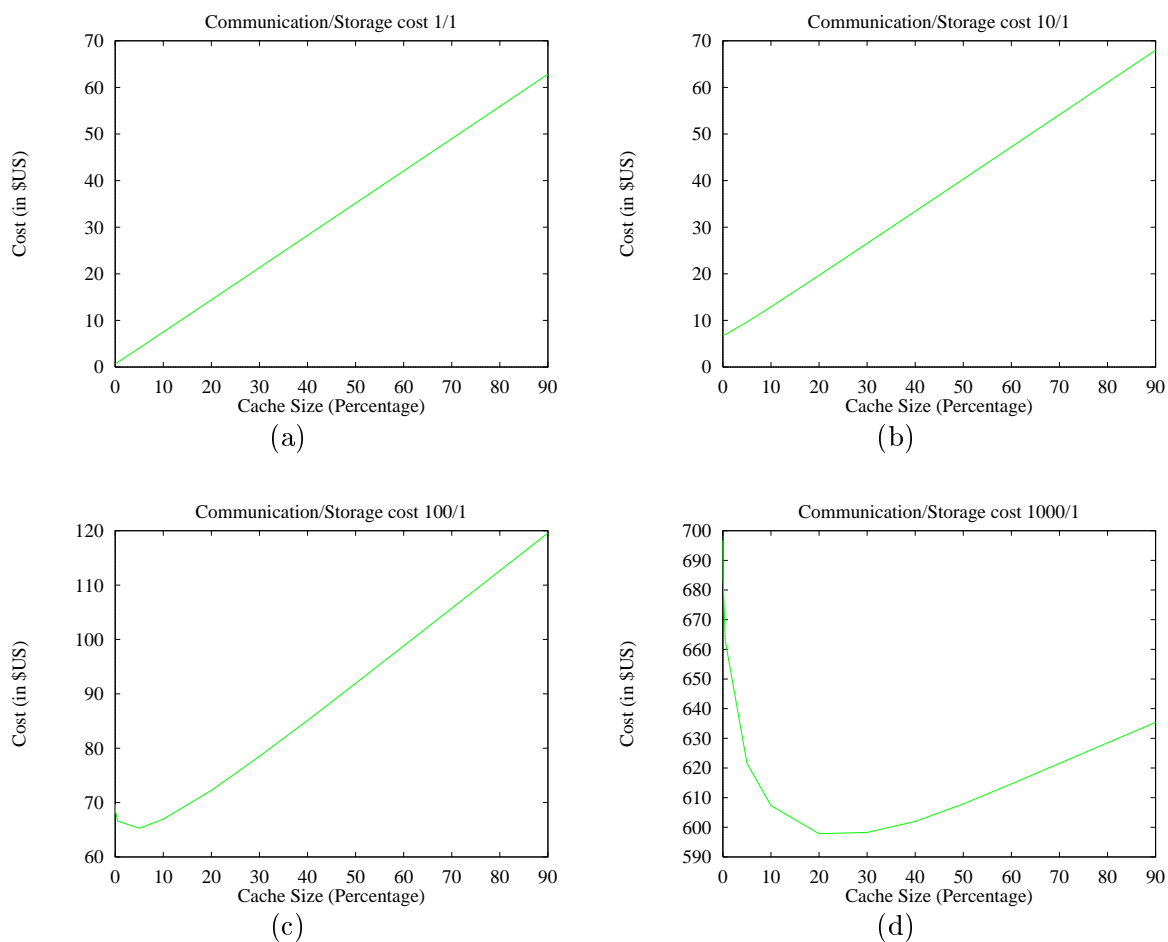 Communication/Storage cost 1/1
Communication/Storage cost 10/1
70
60
50
40
30
20
10
0
Cost (in $US)
0 10 20 30 40 50 60 70 80 90
Cache Size (Percentage)
(a)
70
60
50
40
30
20
10
0
Cost (in $US)
0 10 20 30 40 50 60 70 80 90
Cache Size (Percentage)
(b)
Communication/Storage cost 100/1
120
110
100
90
80
70
60
Cost (in $US)
0 10 20 30 40 50 60 70 80 90
Cache Size (Percentage)
(c)
Communication/Storage cost 1000/1
700
690
680
670
660
650
640
630
620
610
600
590
Cost (in $US)
0 10 20 30 40 50 60 70 80 90
Cache Size (Percentage)
(d)